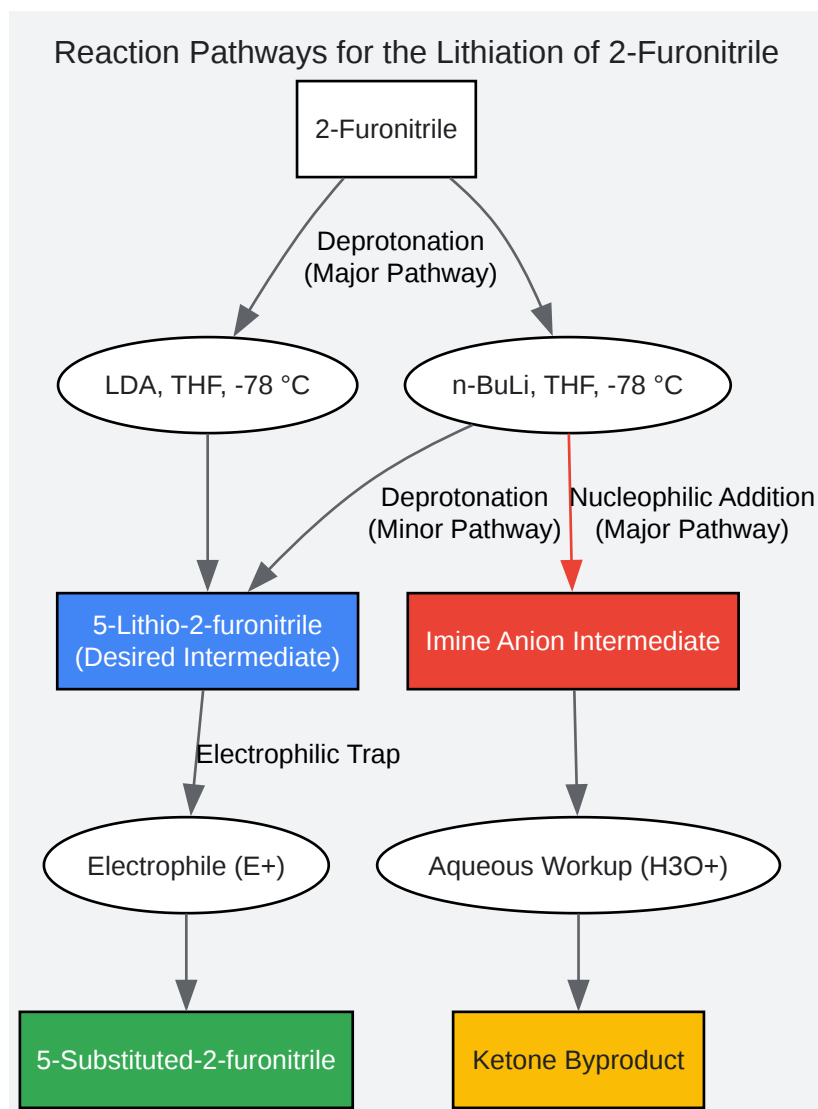 Reaction Pathways for the Lithiation of 2-Furonitrile
2-Furonitrile
Deprotonation
(Major Pathway)
LDA, THF, -78 °C
n-BuLi, THF, -78 °C
Deprotonation
(Minor Pathway)
Nucleophilic Addition
(Major Pathway)
5-Lithio-2-furonitrile
(Desired Intermediate)
Imine Anion Intermediate
Electrophilic Trap
Electrophile (E+)
Aqueous Workup (H3O+)
5-Substituted-2-furonitrile
Ketone Byproduct